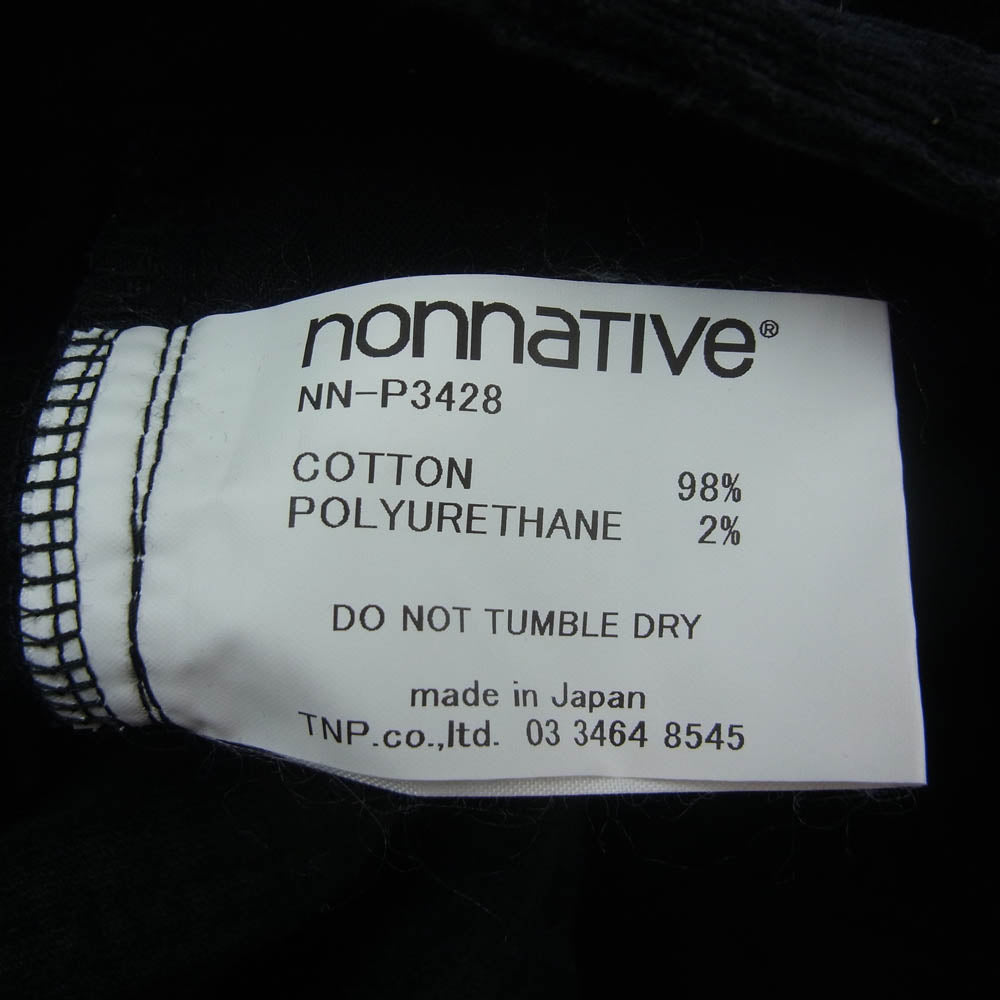 nonnaTIVe®
NN-P3428
COTTON 98%
POLYURETHANE 2%
DO NOT TUMBLE DRY
made in Japan
TNP.co.,ltd. 03 3464 8545